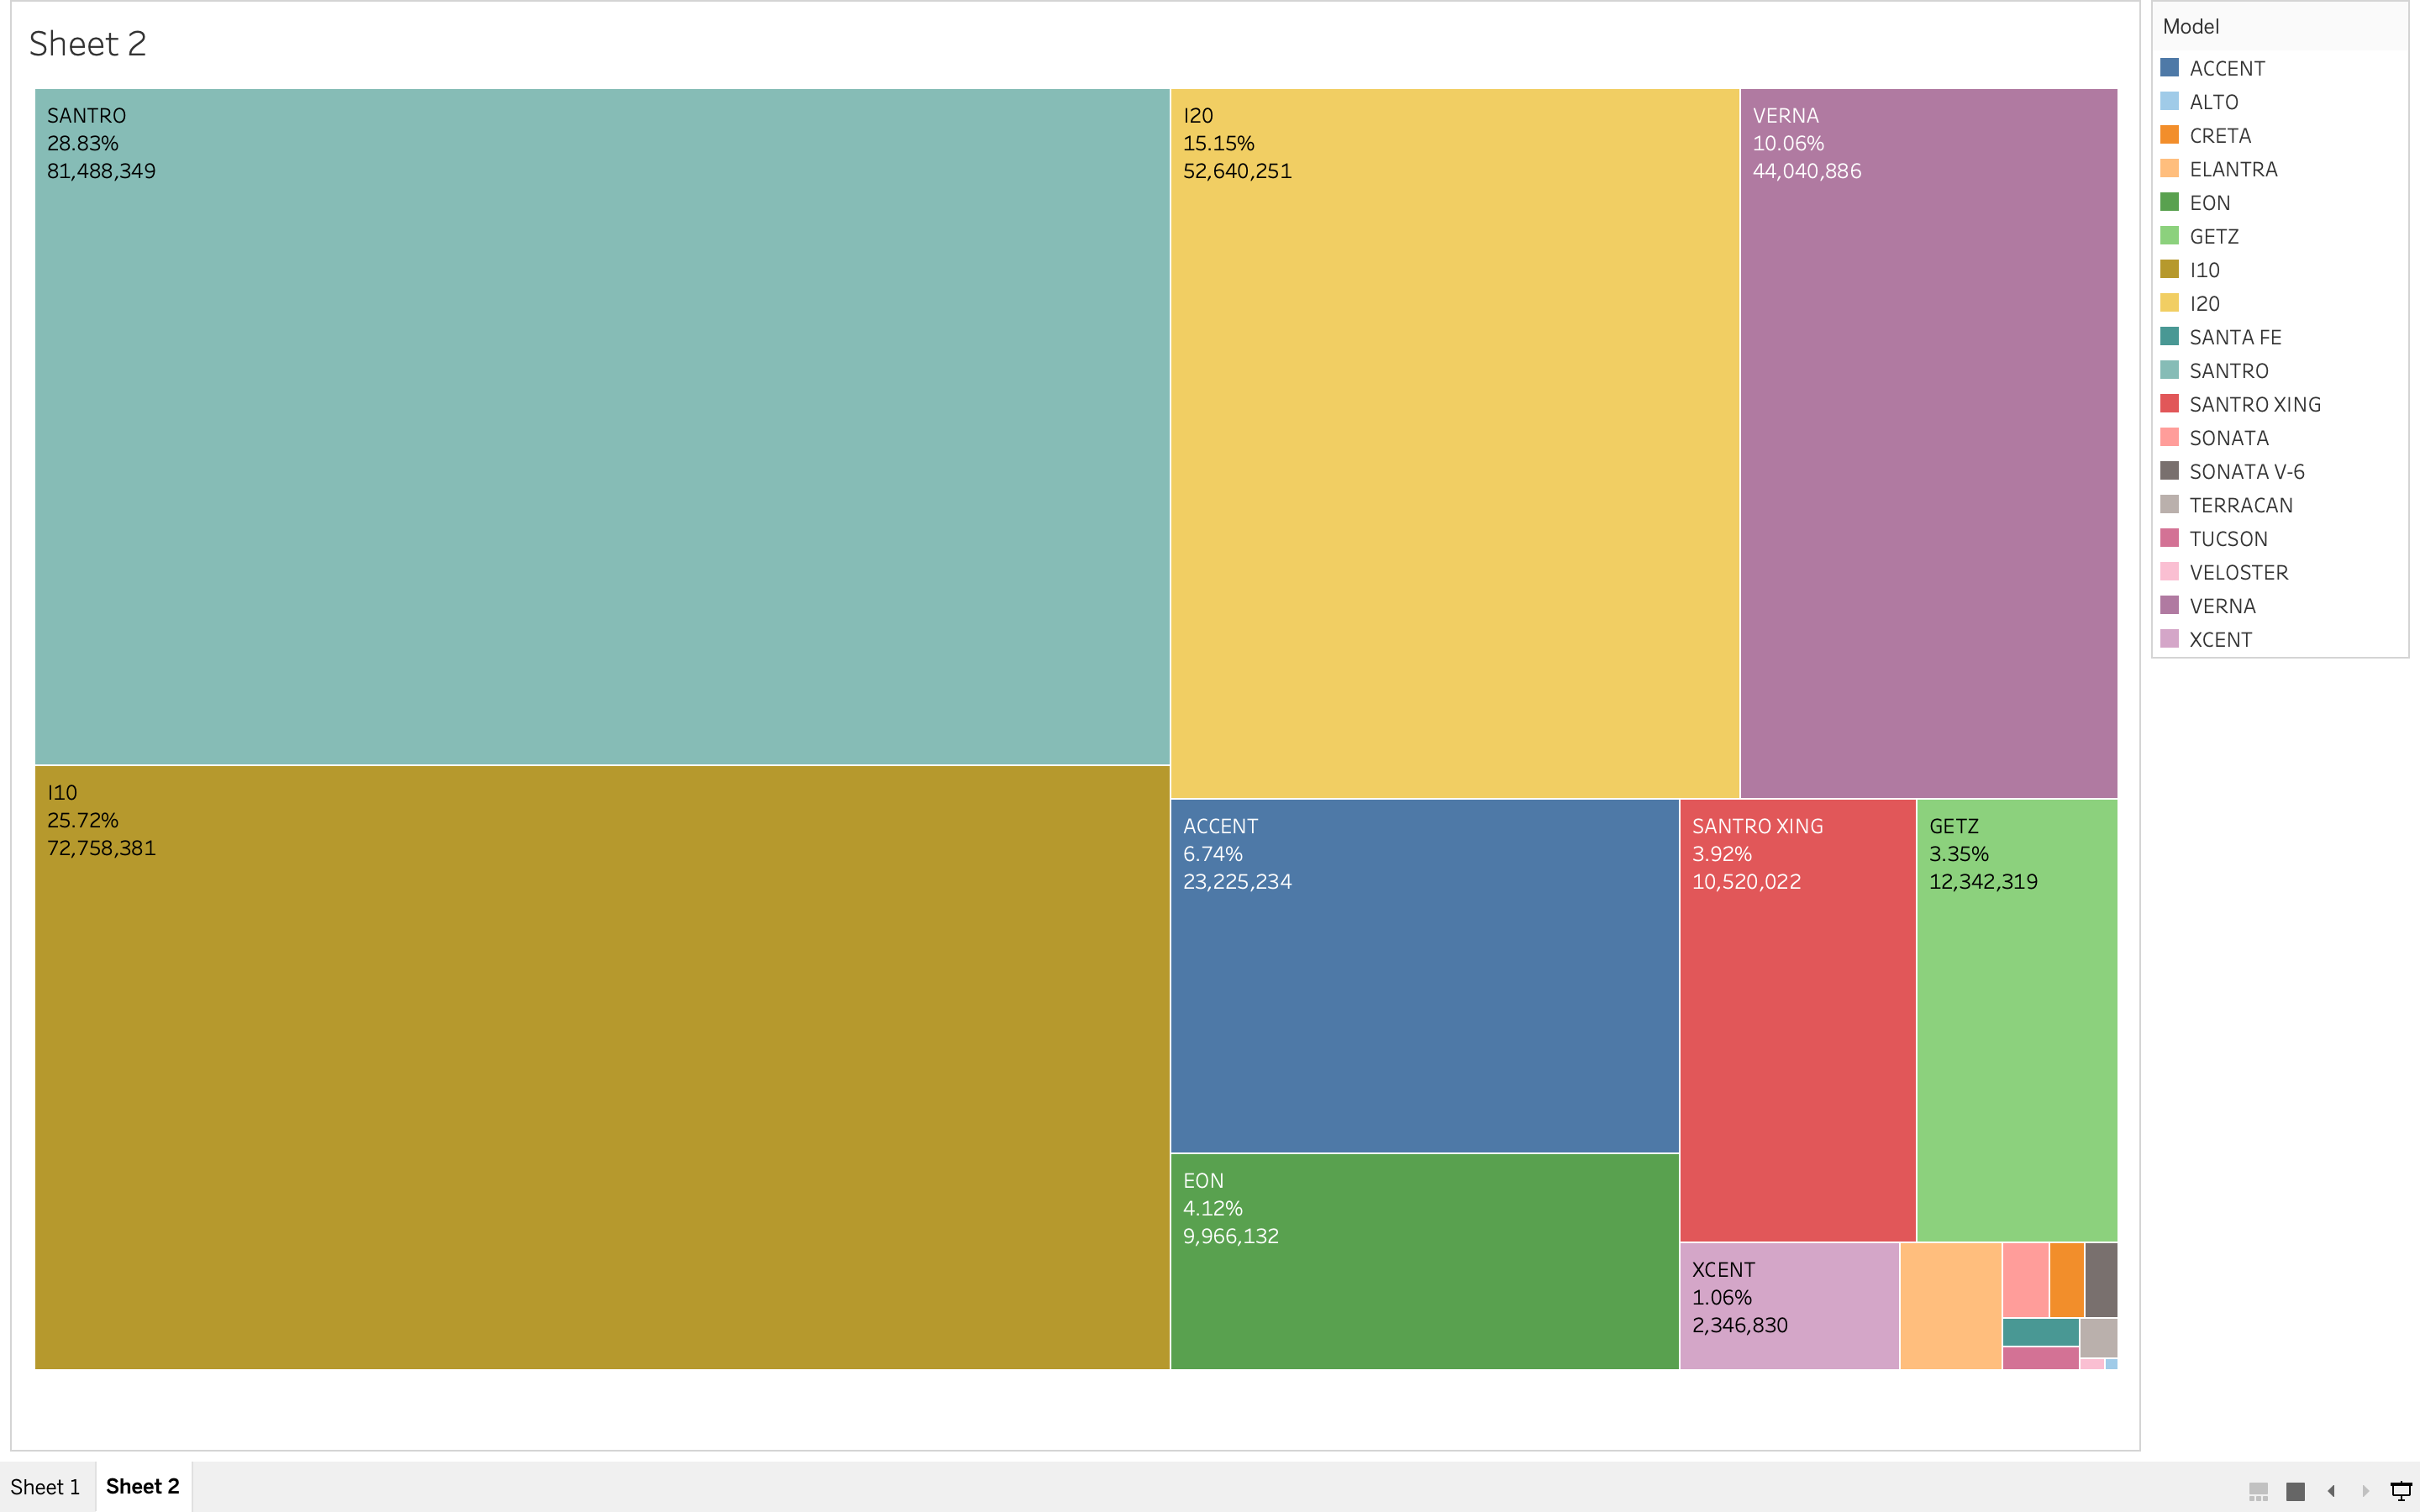 Sheet 2
SANTRO
28.83%
81,488,349
I20
15.15%
52,640,251
VERNA
10.06%
44,040,886
I10
25.72%
72,758,381
ACCENT
6.74%
23,225,234
SANTRO XING
3.92%
10,520,022
GETZ
3.35%
12,342,319
EON
4.12%
9,966,132
XCENT
1.06%
2,346,830
Model
ACCENT
ALTO
CRETA
ELANTRA
EON
GETZ
I10
I20
SANTA FE
SANTRO
SANTRO XING
SONATA
SONATA V-6
TERRACAN
TUCSON
VELOSTER
VERNA
XCENT
Sheet 1
Sheet 2